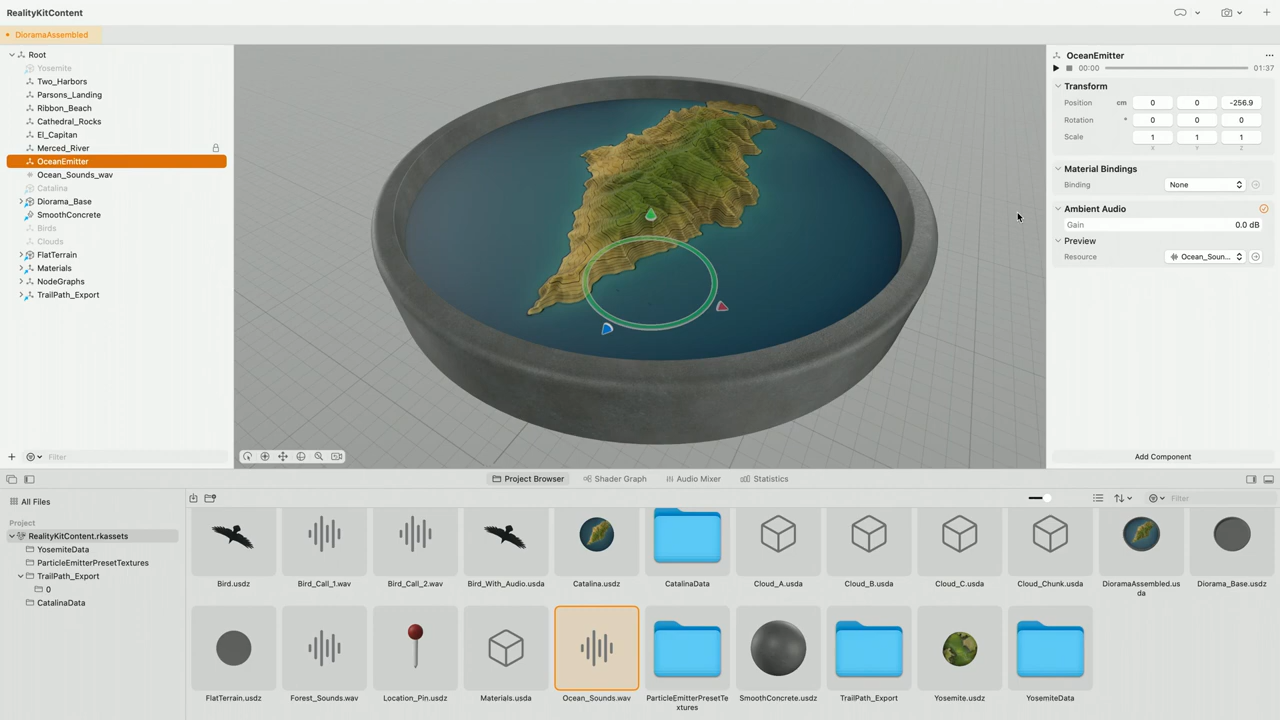 RealityKitContent
DioramaAssembled
Root
Yosemite
Two_Harbors
Parsons_Landing
Ribbon_Beach
Cathedral_Rocks
El_Capitan
Merced_River
OceanEmitter
Ocean_Sounds_wav
Catalina
Diorama_Base
SmoothConcrete
Birds
Clouds
FlatTerrain
Materials
NodeGraphs
TrailPath_Export
Filter
OceanEmitter
00:00 01:37
Transform
Position cm 0 0 -256.9
Rotation ° 0 0 0
Scale 1 1 1
X Y Z
Material Bindings
Binding None
Ambient Audio
Gain 0.0 dB
Preview
Resource Ocean_Soun...
Add Component
Project Browser Shader Graph Audio Mixer Statistics
All Files
Project
RealityKitContent.rkassets
YosemiteData
ParticleEmitterPresetTextures
TrailPath_Export
0
CatalinaData
Filter
Bird.usdz Bird_Call_1.wav Bird_Call_2.wav Bird_With_Audio.usda Catalina.usdz CatalinaData Cloud_A.usda Cloud_B.usda Cloud_C.usda Cloud_Chunk.usda DioramaAssembled.us Diorama_Base.usdz
da
FlatTerrain.usdz Forest_Sounds.wav Location_Pin.usdz Materials.usda Ocean_Sounds.wav ParticleEmitterPresetTe SmoothConcrete.usdz TrailPath_Export Yosemite.usdz YosemiteData
xtures